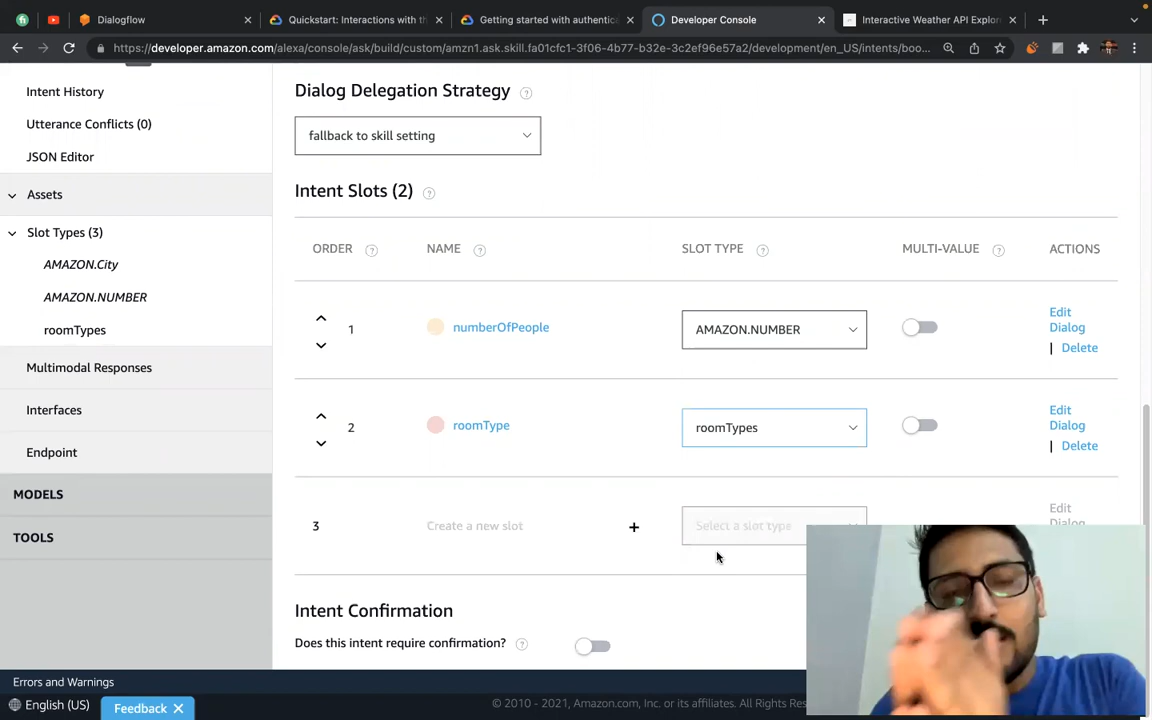 Dialogflow
Quickstart: Interactions with th
Getting started with authentic
Developer Console
Interactive Weather API Explor
https://developer.amazon.com/alexa/console/ask/build/custom/amzn1.ask.skill.fa01cfc1-3f06-4b77-b32e-3c2ef96e57a2/development/en_US/intents/boo...
Intent History
Utterance Conflicts (0)
JSON Editor
Assets
Slot Types (3)
AMAZON.City
AMAZON.NUMBER
roomTypes
Multimodal Responses
Interfaces
Endpoint
MODELS
TOOLS
Dialog Delegation Strategy ?
fallback to skill setting
Intent Slots (2) ?
ORDER ? NAME ? SLOT TYPE ? MULTI-VALUE ? ACTIONS
1 numberOfPeople AMAZON.NUMBER Edit
Dialog
| Delete
2 roomType roomTypes Edit
Dialog
| Delete
3 Create a new slot + Select a slot type Edit
Dialog
Intent Confirmation
Does this intent require confirmation? ?
Errors and Warnings
English (US)
Feedback
© 2010 - 2021, Amazon.com, Inc. or its affiliates. All Rights Rese